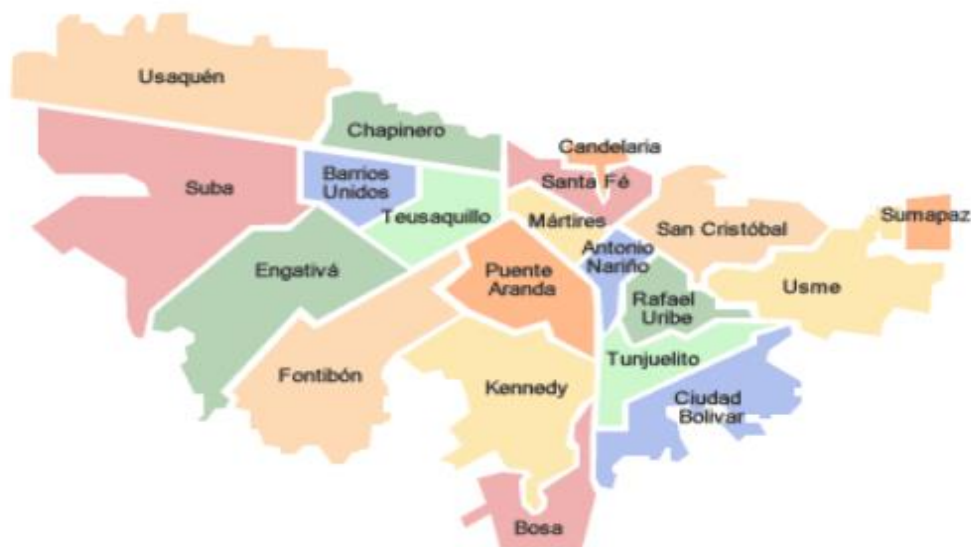 Usaquén
Chapinero
Candelaria
Barrios
Unidos
Suba
Santa Fé
Teusaquillo
Mártires
San Cristóbal
Sumapaz
Antonio
Nariño
Engativá
Puente
Aranda
Usme
Rafael
Uribe
Tunjuelito
Fontibón
Kennedy
Ciudad
Bolivar
Bosa